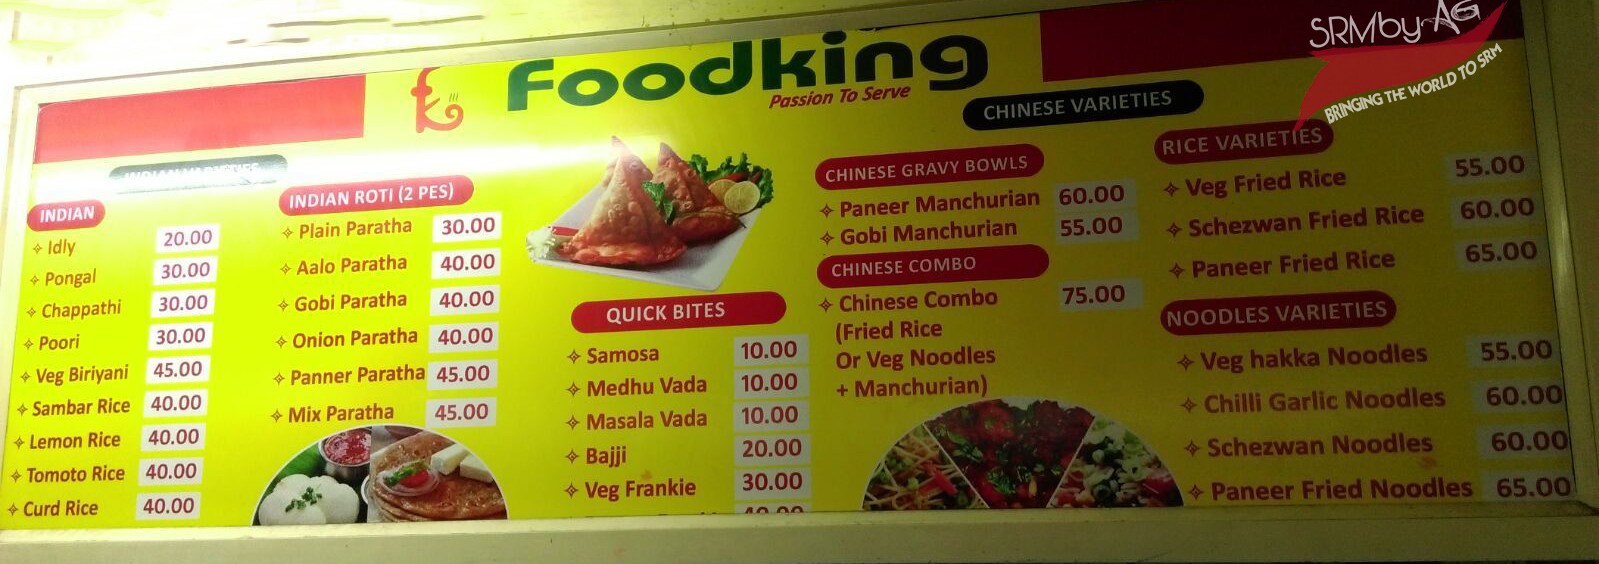 SRMby-AG
BRINGING THE WORLD TO SRM
fk
Foodking
Passion To Serve
INDIAN VARIETIES
INDIAN
Idly 20.00
Pongal 30.00
Chappathi 30.00
Poori 30.00
Veg Biriyani 45.00
Sambar Rice 40.00
Lemon Rice 40.00
Tomoto Rice 40.00
Curd Rice 40.00
INDIAN ROTI (2 PES)
Plain Paratha 30.00
Aalo Paratha 40.00
Gobi Paratha 40.00
Onion Paratha 40.00
Panner Paratha 45.00
Mix Paratha 45.00
QUICK BITES
Samosa 10.00
Medhu Vada 10.00
Masala Vada 10.00
Bajji 20.00
Veg Frankie 30.00
40.00
CHINESE VARIETIES
CHINESE GRAVY BOWLS
Paneer Manchurian 60.00
Gobi Manchurian 55.00
CHINESE COMBO
Chinese Combo 75.00
(Fried Rice
Or Veg Noodles
+ Manchurian)
RICE VARIETIES
Veg Fried Rice 55.00
Schezwan Fried Rice 60.00
Paneer Fried Rice 65.00
NOODLES VARIETIES
Veg hakka Noodles 55.00
Chilli Garlic Noodles 60.00
Schezwan Noodles 60.00
Paneer Fried Noodles 65.00